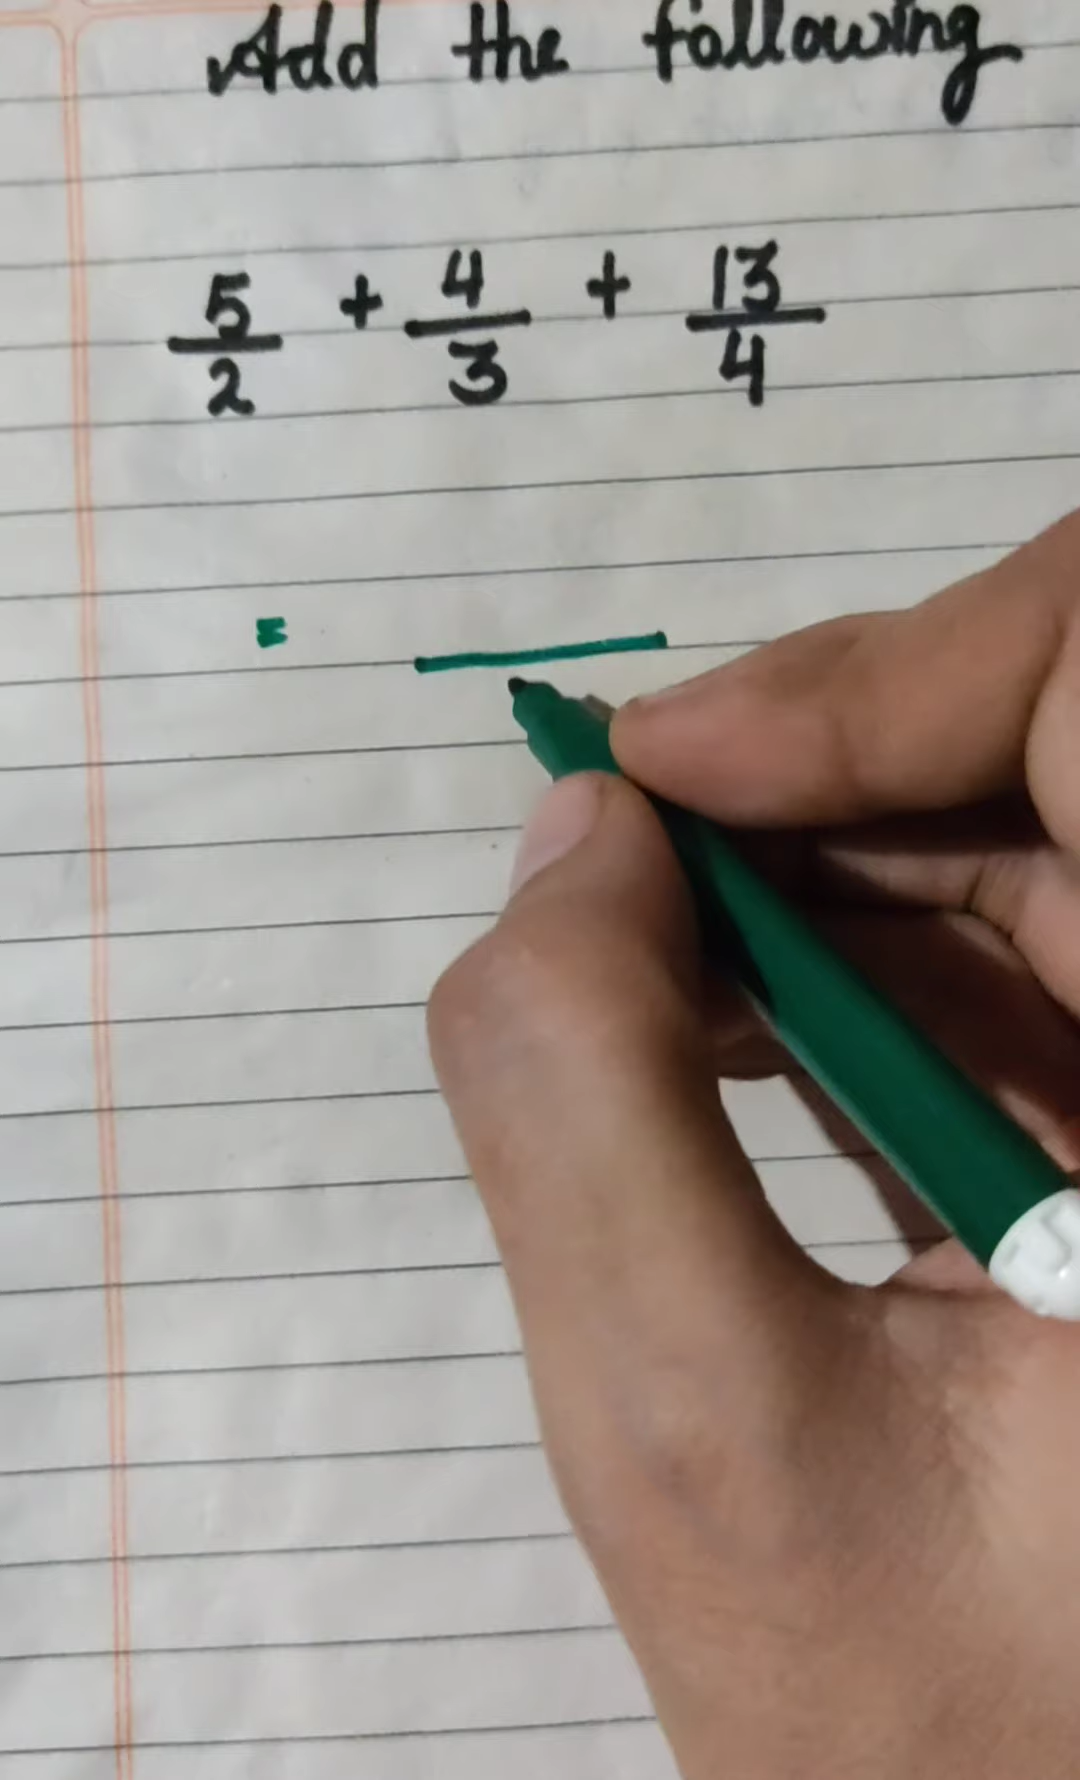 Add the following
5/2 + 4/3 + 13/4
=